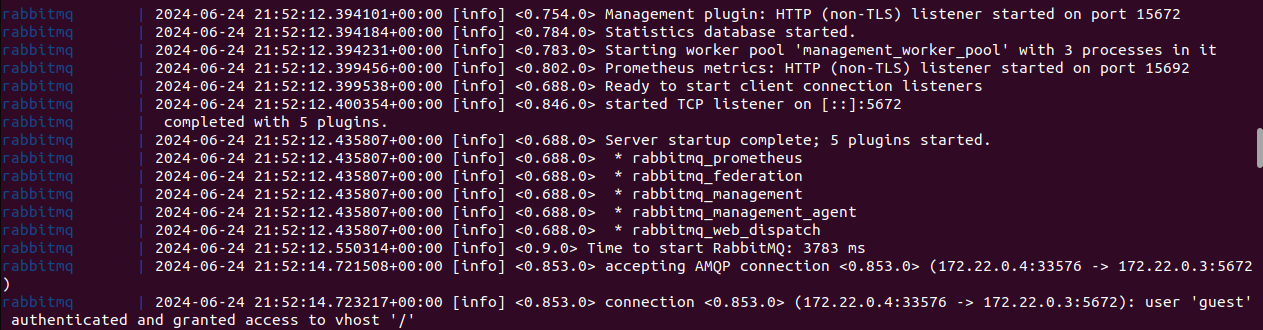 rabbitmq | 2024-06-24 21:52:12.394101+00:00 [info] <0.754.0> Management plugin: HTTP (non-TLS) listener started on port 15672
rabbitmq | 2024-06-24 21:52:12.394184+00:00 [info] <0.784.0> Statistics database started.
rabbitmq | 2024-06-24 21:52:12.394231+00:00 [info] <0.783.0> Starting worker pool 'management_worker_pool' with 3 processes in it
rabbitmq | 2024-06-24 21:52:12.399456+00:00 [info] <0.802.0> Prometheus metrics: HTTP (non-TLS) listener started on port 15692
rabbitmq | 2024-06-24 21:52:12.399538+00:00 [info] <0.688.0> Ready to start client connection listeners
rabbitmq | 2024-06-24 21:52:12.400354+00:00 [info] <0.846.0> started TCP listener on [::]:5672
rabbitmq |  completed with 5 plugins.
rabbitmq | 2024-06-24 21:52:12.435807+00:00 [info] <0.688.0> Server startup complete; 5 plugins started.
rabbitmq | 2024-06-24 21:52:12.435807+00:00 [info] <0.688.0>  * rabbitmq_prometheus
rabbitmq | 2024-06-24 21:52:12.435807+00:00 [info] <0.688.0>  * rabbitmq_federation
rabbitmq | 2024-06-24 21:52:12.435807+00:00 [info] <0.688.0>  * rabbitmq_management
rabbitmq | 2024-06-24 21:52:12.435807+00:00 [info] <0.688.0>  * rabbitmq_management_agent
rabbitmq | 2024-06-24 21:52:12.435807+00:00 [info] <0.688.0>  * rabbitmq_web_dispatch
rabbitmq | 2024-06-24 21:52:12.550314+00:00 [info] <0.9.0> Time to start RabbitMQ: 3783 ms
rabbitmq | 2024-06-24 21:52:14.721508+00:00 [info] <0.853.0> accepting AMQP connection <0.853.0> (172.22.0.4:33576 -> 172.22.0.3:5672
)
rabbitmq | 2024-06-24 21:52:14.723217+00:00 [info] <0.853.0> connection <0.853.0> (172.22.0.4:33576 -> 172.22.0.3:5672): user 'guest'
 authenticated and granted access to vhost '/'